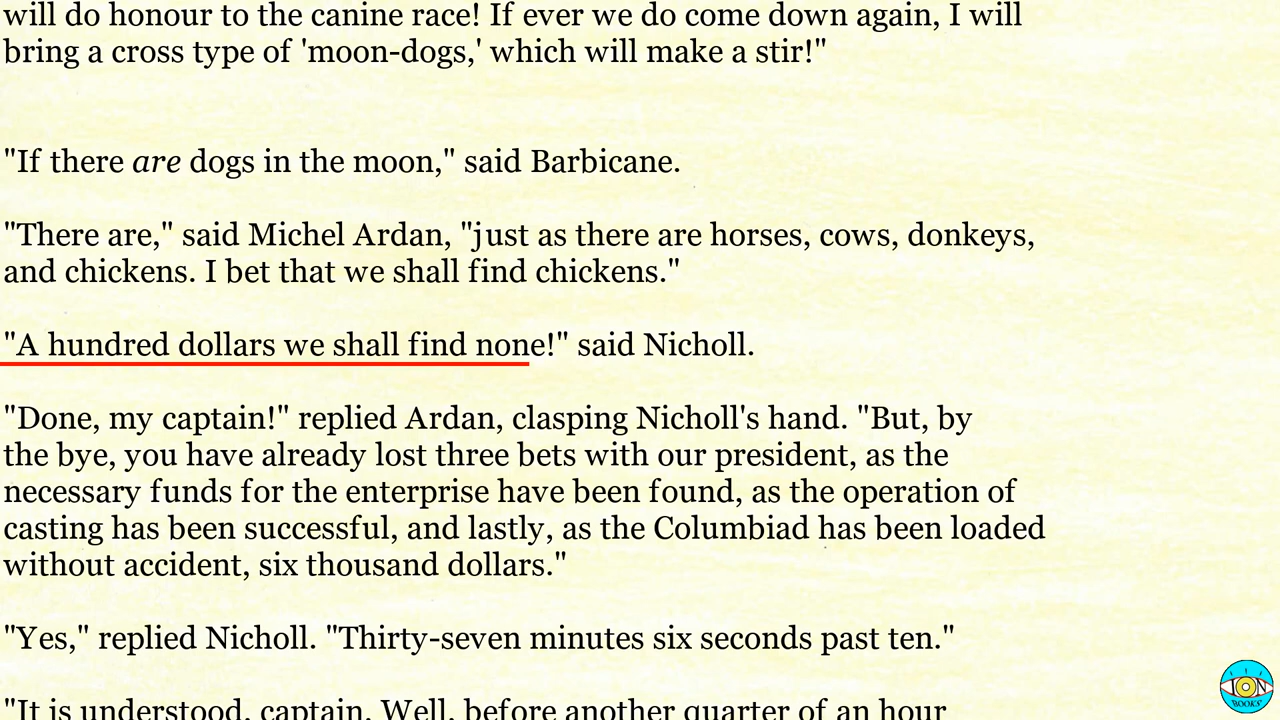 will do honour to the canine race! If ever we do come down again, I will
bring a cross type of 'moon-dogs,' which will make a stir!"
"If there are dogs in the moon," said Barbicane.
"There are," said Michel Ardan, "just as there are horses, cows, donkeys,
and chickens. I bet that we shall find chickens."
"A hundred dollars we shall find none!" said Nicholl.
"Done, my captain!" replied Ardan, clasping Nicholl's hand. "But, by
the bye, you have already lost three bets with our president, as the
necessary funds for the enterprise have been found, as the operation of
casting has been successful, and lastly, as the Columbiad has been loaded
without accident, six thousand dollars."
"Yes," replied Nicholl. "Thirty-seven minutes six seconds past ten."
"It is understood, captain. Well, before another quarter of an hour
ION
BOOKS